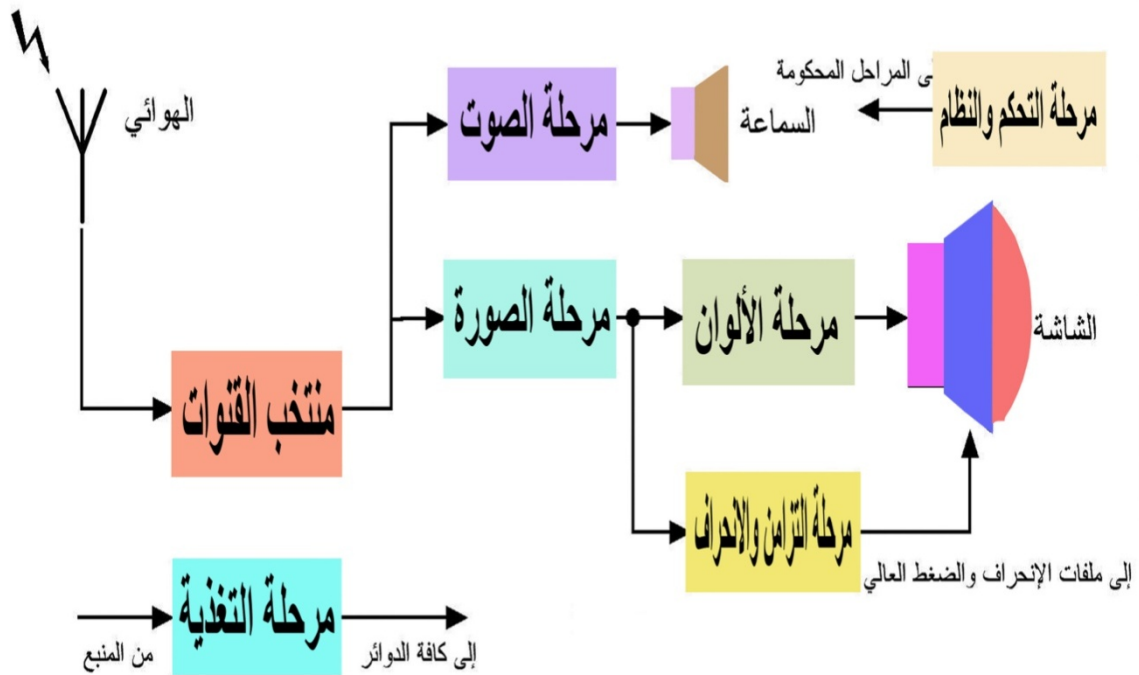 الهوائي
مرحلة الصوت
السماعة
لى المراحل المحكومة
مرحلة التحكم والنظام
منتخب القنوات
مرحلة الصورة
مرحلة الألوان
الشاشة
مرحلة التزامن والانحراف
إلى ملفات الإنحراف والضغط العالي
من المنبع
مرحلة التغذية
إلى كافة الدوائر